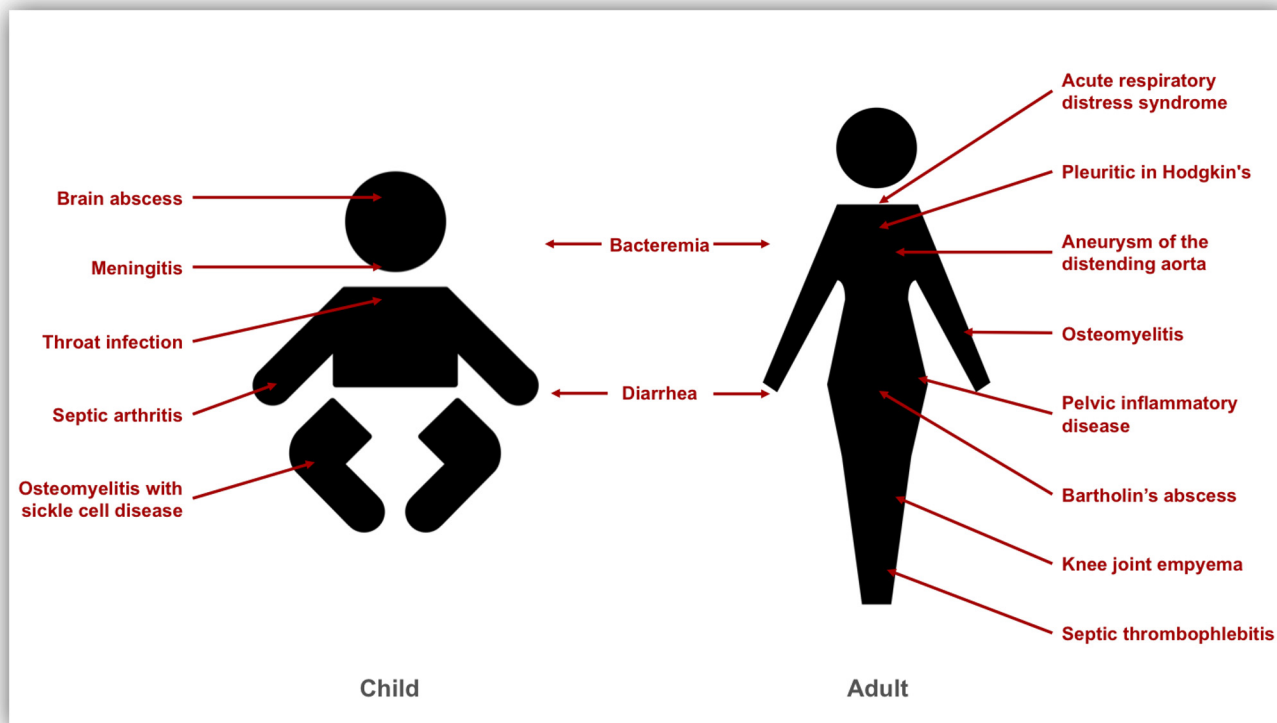 Brain abscess
Meningitis
Throat infection
Septic arthritis
Osteomyelitis with
sickle cell disease
Child
Bacteremia
Diarrhea
Acute respiratory
distress syndrome
Pleuritic in Hodgkin's
Aneurysm of the
distending aorta
Osteomyelitis
Pelvic inflammatory
disease
Bartholin’s abscess
Knee joint empyema
Septic thrombophlebitis
Adult